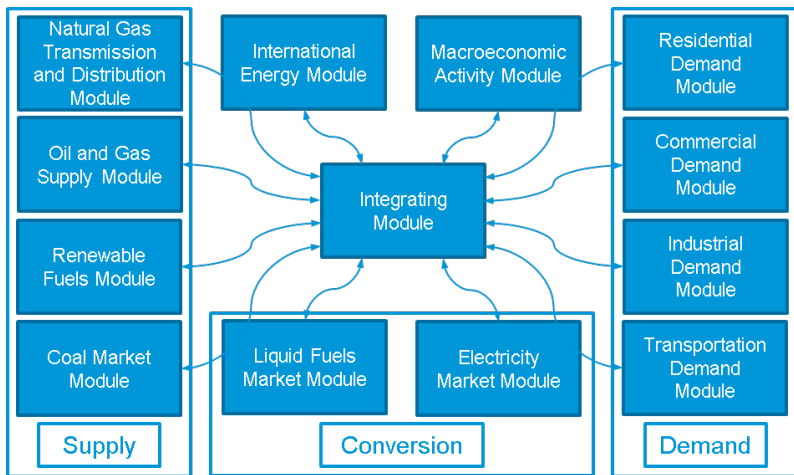 Natural Gas
Transmission
and Distribution
Module
International
Energy Module
Macroeconomic
Activity Module
Residential
Demand
Module
Oil and Gas
Supply Module
Commercial
Demand
Module
Integrating
Module
Renewable
Fuels Module
Industrial
Demand
Module
Coal Market
Module
Liquid Fuels
Market Module
Electricity
Market Module
Transportation
Demand
Module
Supply
Conversion
Demand